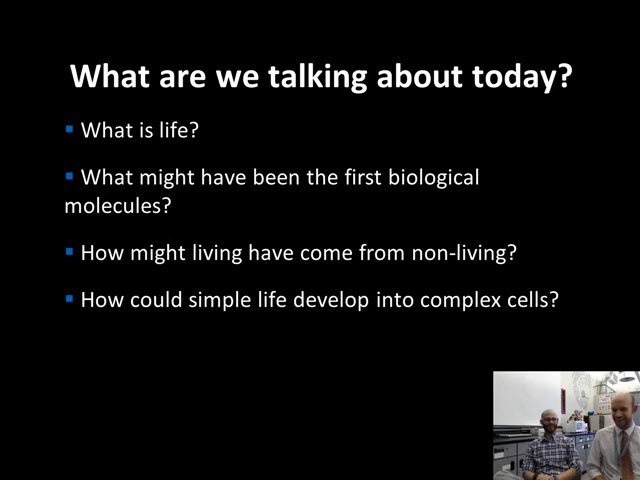 What are we talking about today?
▪ What is life?
▪ What might have been the first biological
molecules?
▪ How might living have come from non-living?
▪ How could simple life develop into complex cells?